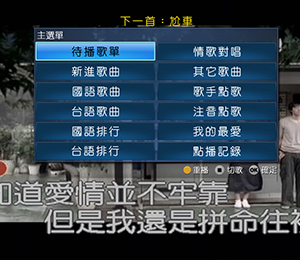 下一首：尬車
主選單
待播歌單 情歌對唱
新進歌曲 其它歌曲
國語歌曲 歌手點歌
台語歌曲 注音點歌
國語排行 我的最愛
台語排行 點播記錄
重播 切歌 OK 確定
知道愛情並不牢靠
但是我還是拼命往